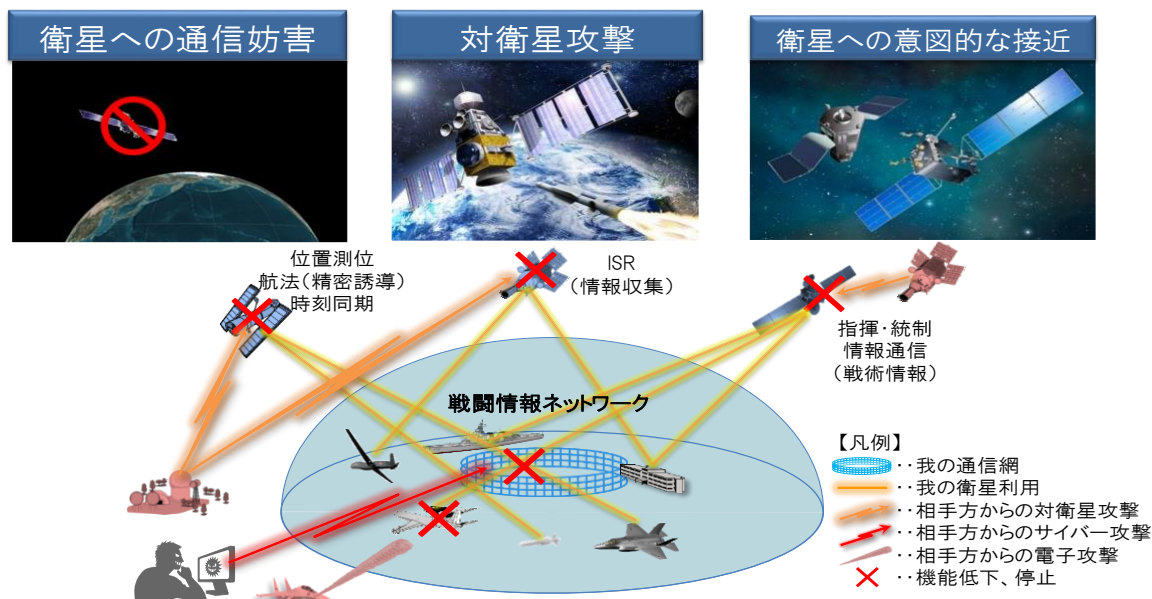 衛星への通信妨害
対衛星攻撃
衛星への意図的な接近
位置測位
航法(精密誘導)
時刻同期
ISR
(情報収集)
指揮・統制
情報通信
(戦術情報)
戦闘情報ネットワーク
【凡例】
‥我の通信網
‥我の衛星利用
‥相手方からの対衛星攻撃
‥相手方からのサイバー攻撃
‥相手方からの電子攻撃
‥機能低下、停止